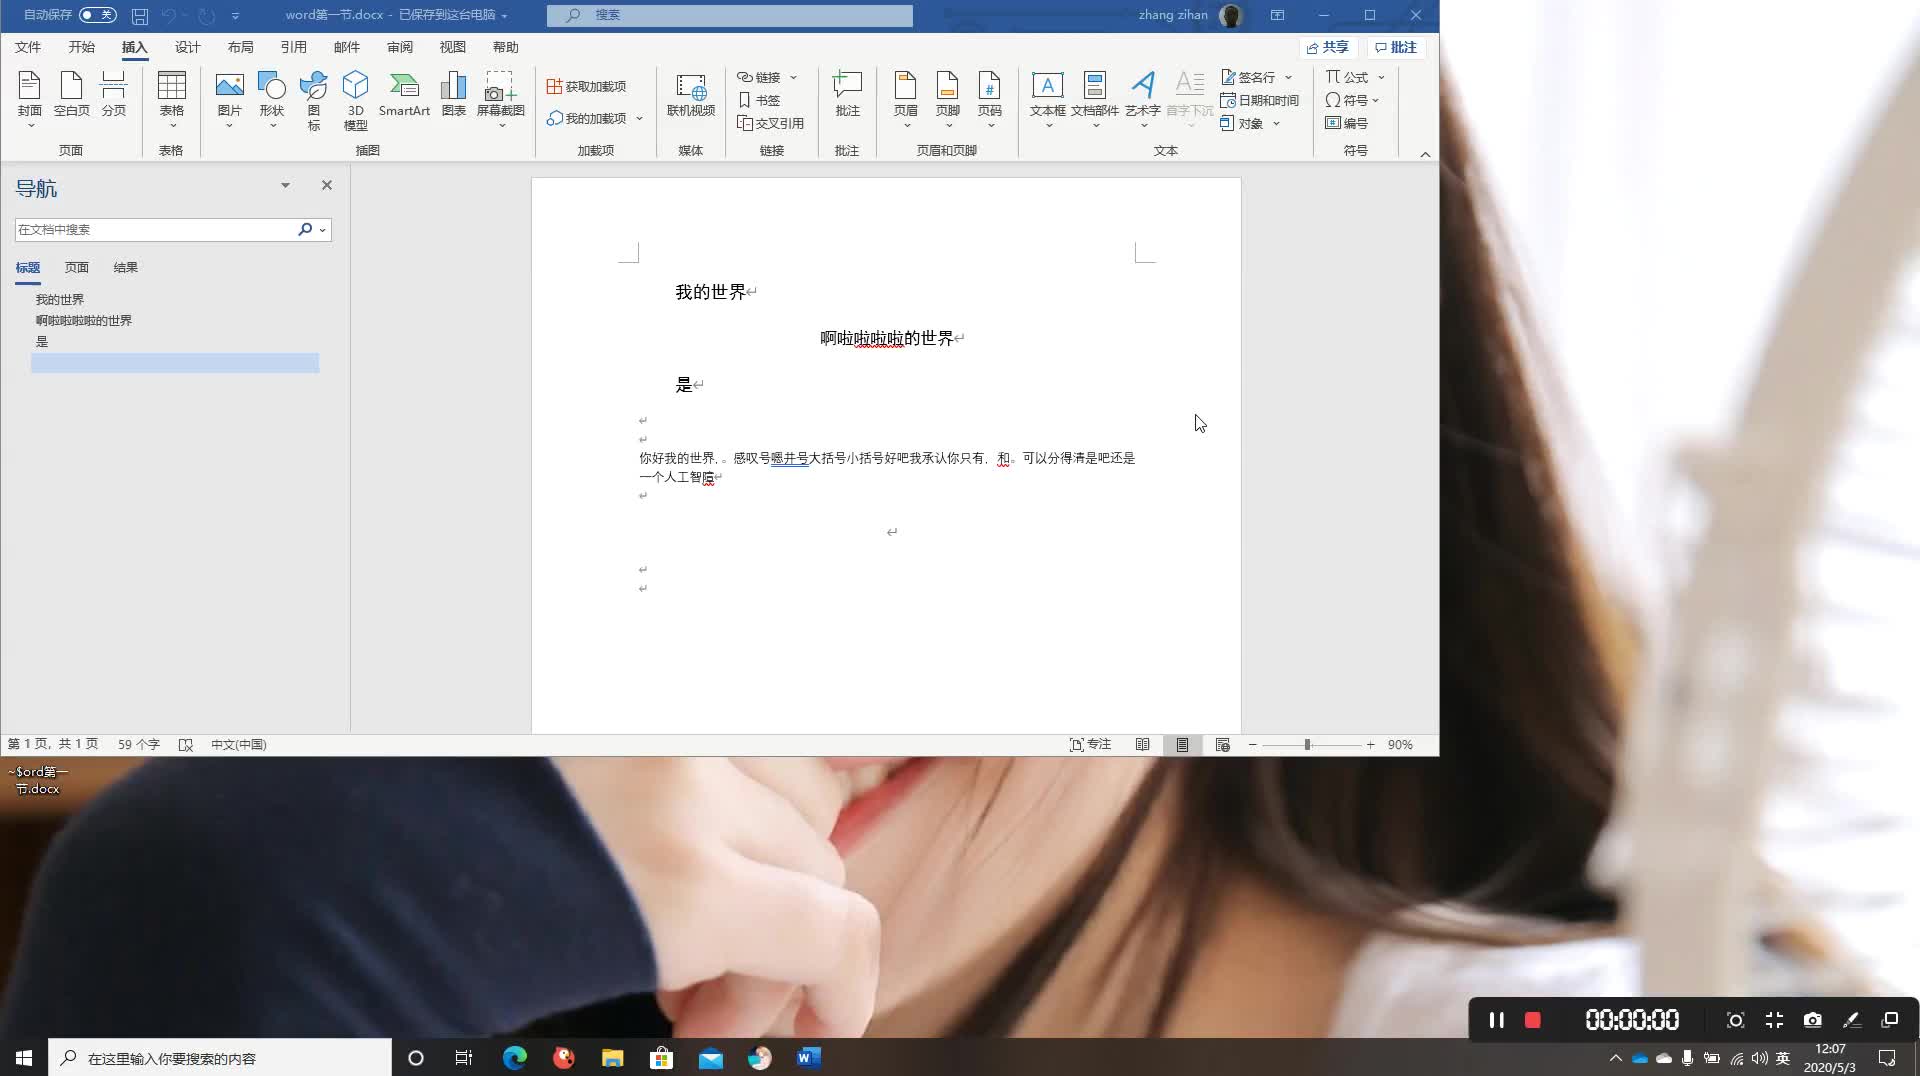 自动保存 关 word第一节.docx - 已保存到这台电脑 搜索 zhang zihan
文件 开始 插入 设计 布局 引用 邮件 审阅 视图 帮助 共享 批注
封面 空白页 分页 表格 图片 形状 图标 3D模型 SmartArt 图表 屏幕截图 获取加载项 我的加载项 联机视频 链接 书签 交叉引用 批注 页眉 页脚 页码 文本框 文档部件 艺术字 首字下沉 签名行 日期和时间 对象 公式 符号 编号
页面 表格 插图 加载项 媒体 链接 批注 页眉和页脚 文本 符号
导航
在文档中搜索
标题 页面 结果
我的世界
啊啦啦啦啦的世界
是
我的世界
啊啦啦啦啦的世界
是
你好我的世界,。感叹号嗯井号大括号小括号好吧我承认你只有，和。可以分得清是吧还是
一个人工智障
第 1 页，共 1 页 59 个字 中文(中国) 专注 90%
~$ord第一
节.docx
00:00:00
在这里输入你要搜索的内容 英
12:07
2020/5/3